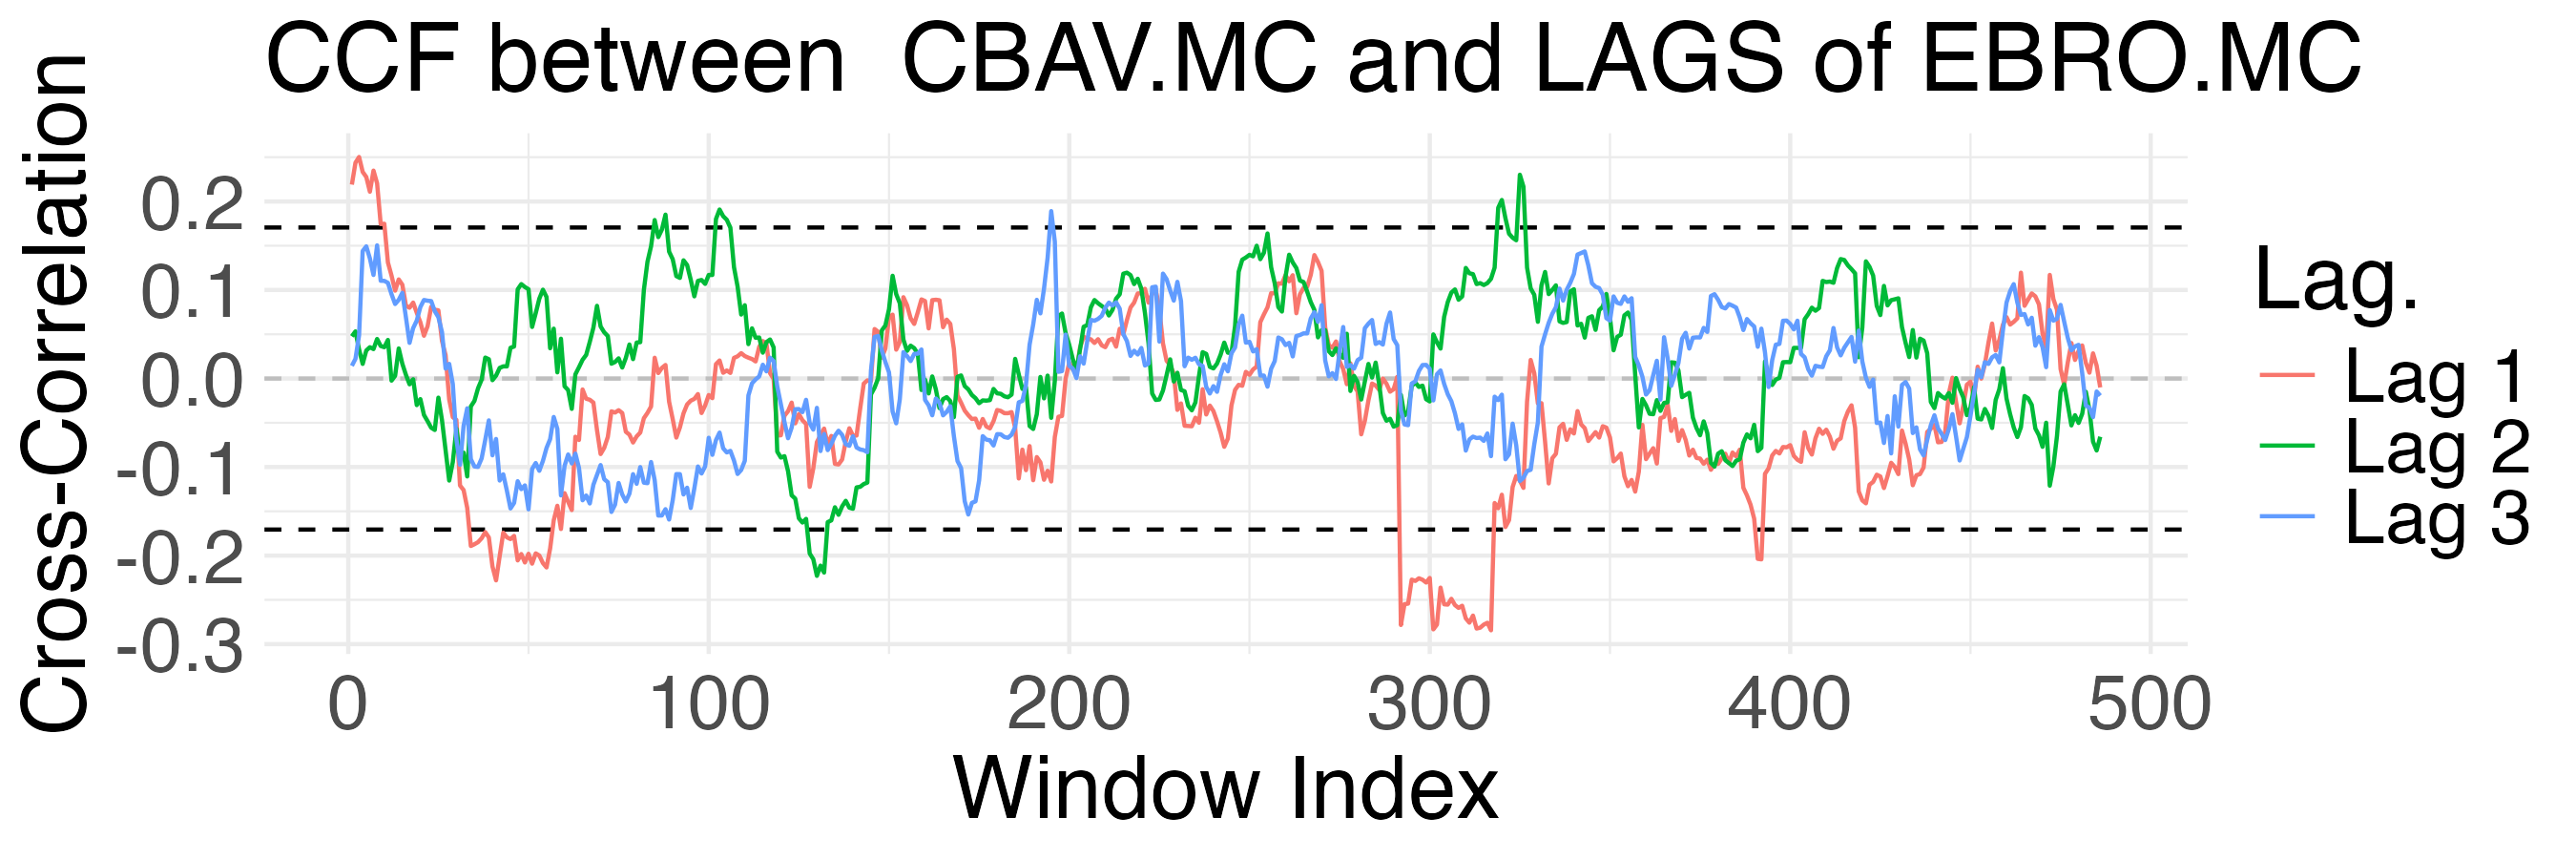 CCF between  CBAV.MC and LAGS of EBRO.MC
Cross-Correlation
0.2
0.1
0.0
-0.1
-0.2
-0.3
0 100 200 300 400 500
Window Index
Lag.
Lag 1
Lag 2
Lag 3